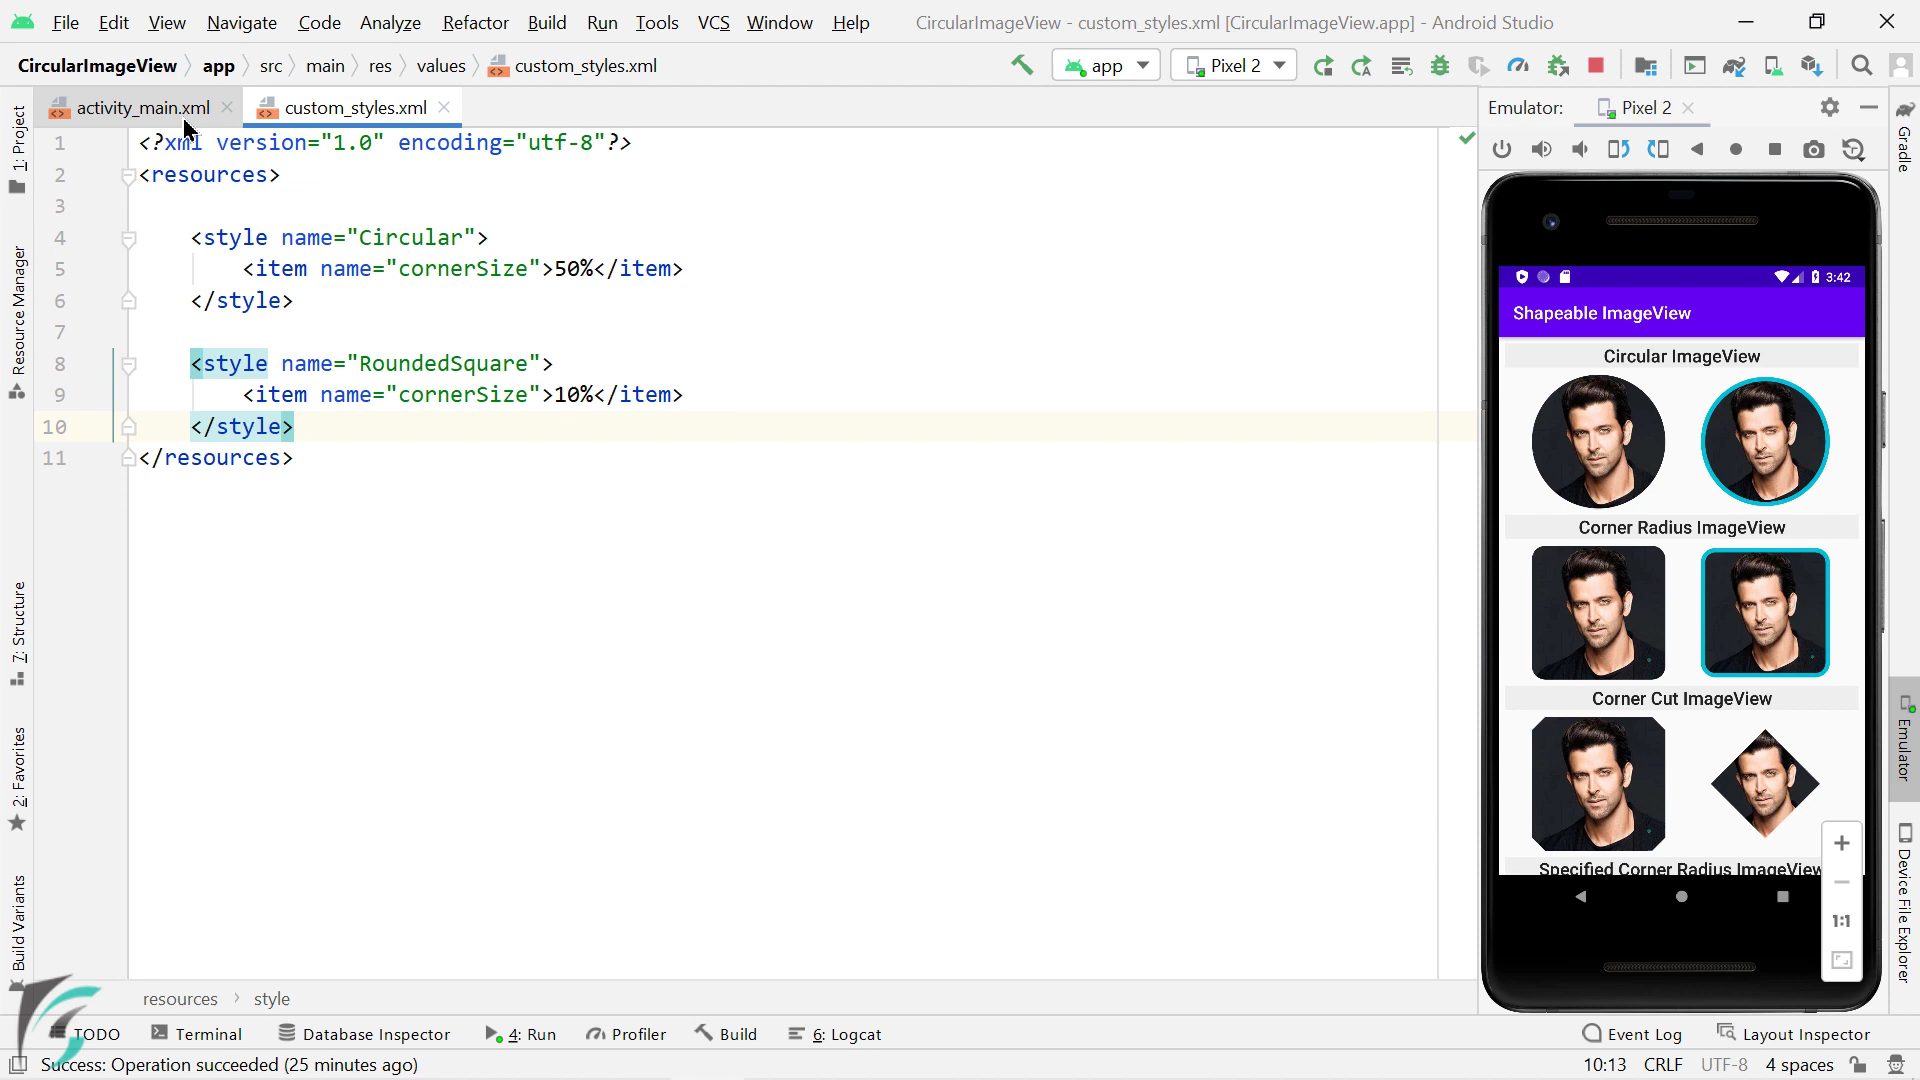 File Edit View Navigate Code Analyze Refactor Build Run Tools VCS Window Help CircularImageView - custom_styles.xml [CircularImageView.app] - Android Studio
CircularImageView app src main res values custom_styles.xml app Pixel 2
activity_main.xml custom_styles.xml
Emulator: Pixel 2
1: Project
Resource Manager
7: Structure
2: Favorites
Build Variants
1 <?xml version="1.0" encoding="utf-8"?>
2 <resources>
3
4 <style name="Circular">
5 <item name="cornerSize">50%</item>
6 </style>
7
8 <style name="RoundedSquare">
9 <item name="cornerSize">10%</item>
10 </style>
11 </resources>
3:42
Shapeable ImageView
Circular ImageView
Corner Radius ImageView
Corner Cut ImageView
Specified Corner Radius ImageView
1:1
Gradle
Emulator
Device File Explorer
resources style
TODO Terminal Database Inspector 4: Run Profiler Build 6: Logcat Event Log Layout Inspector
Success: Operation succeeded (25 minutes ago) 10:13 CRLF UTF-8 4 spaces